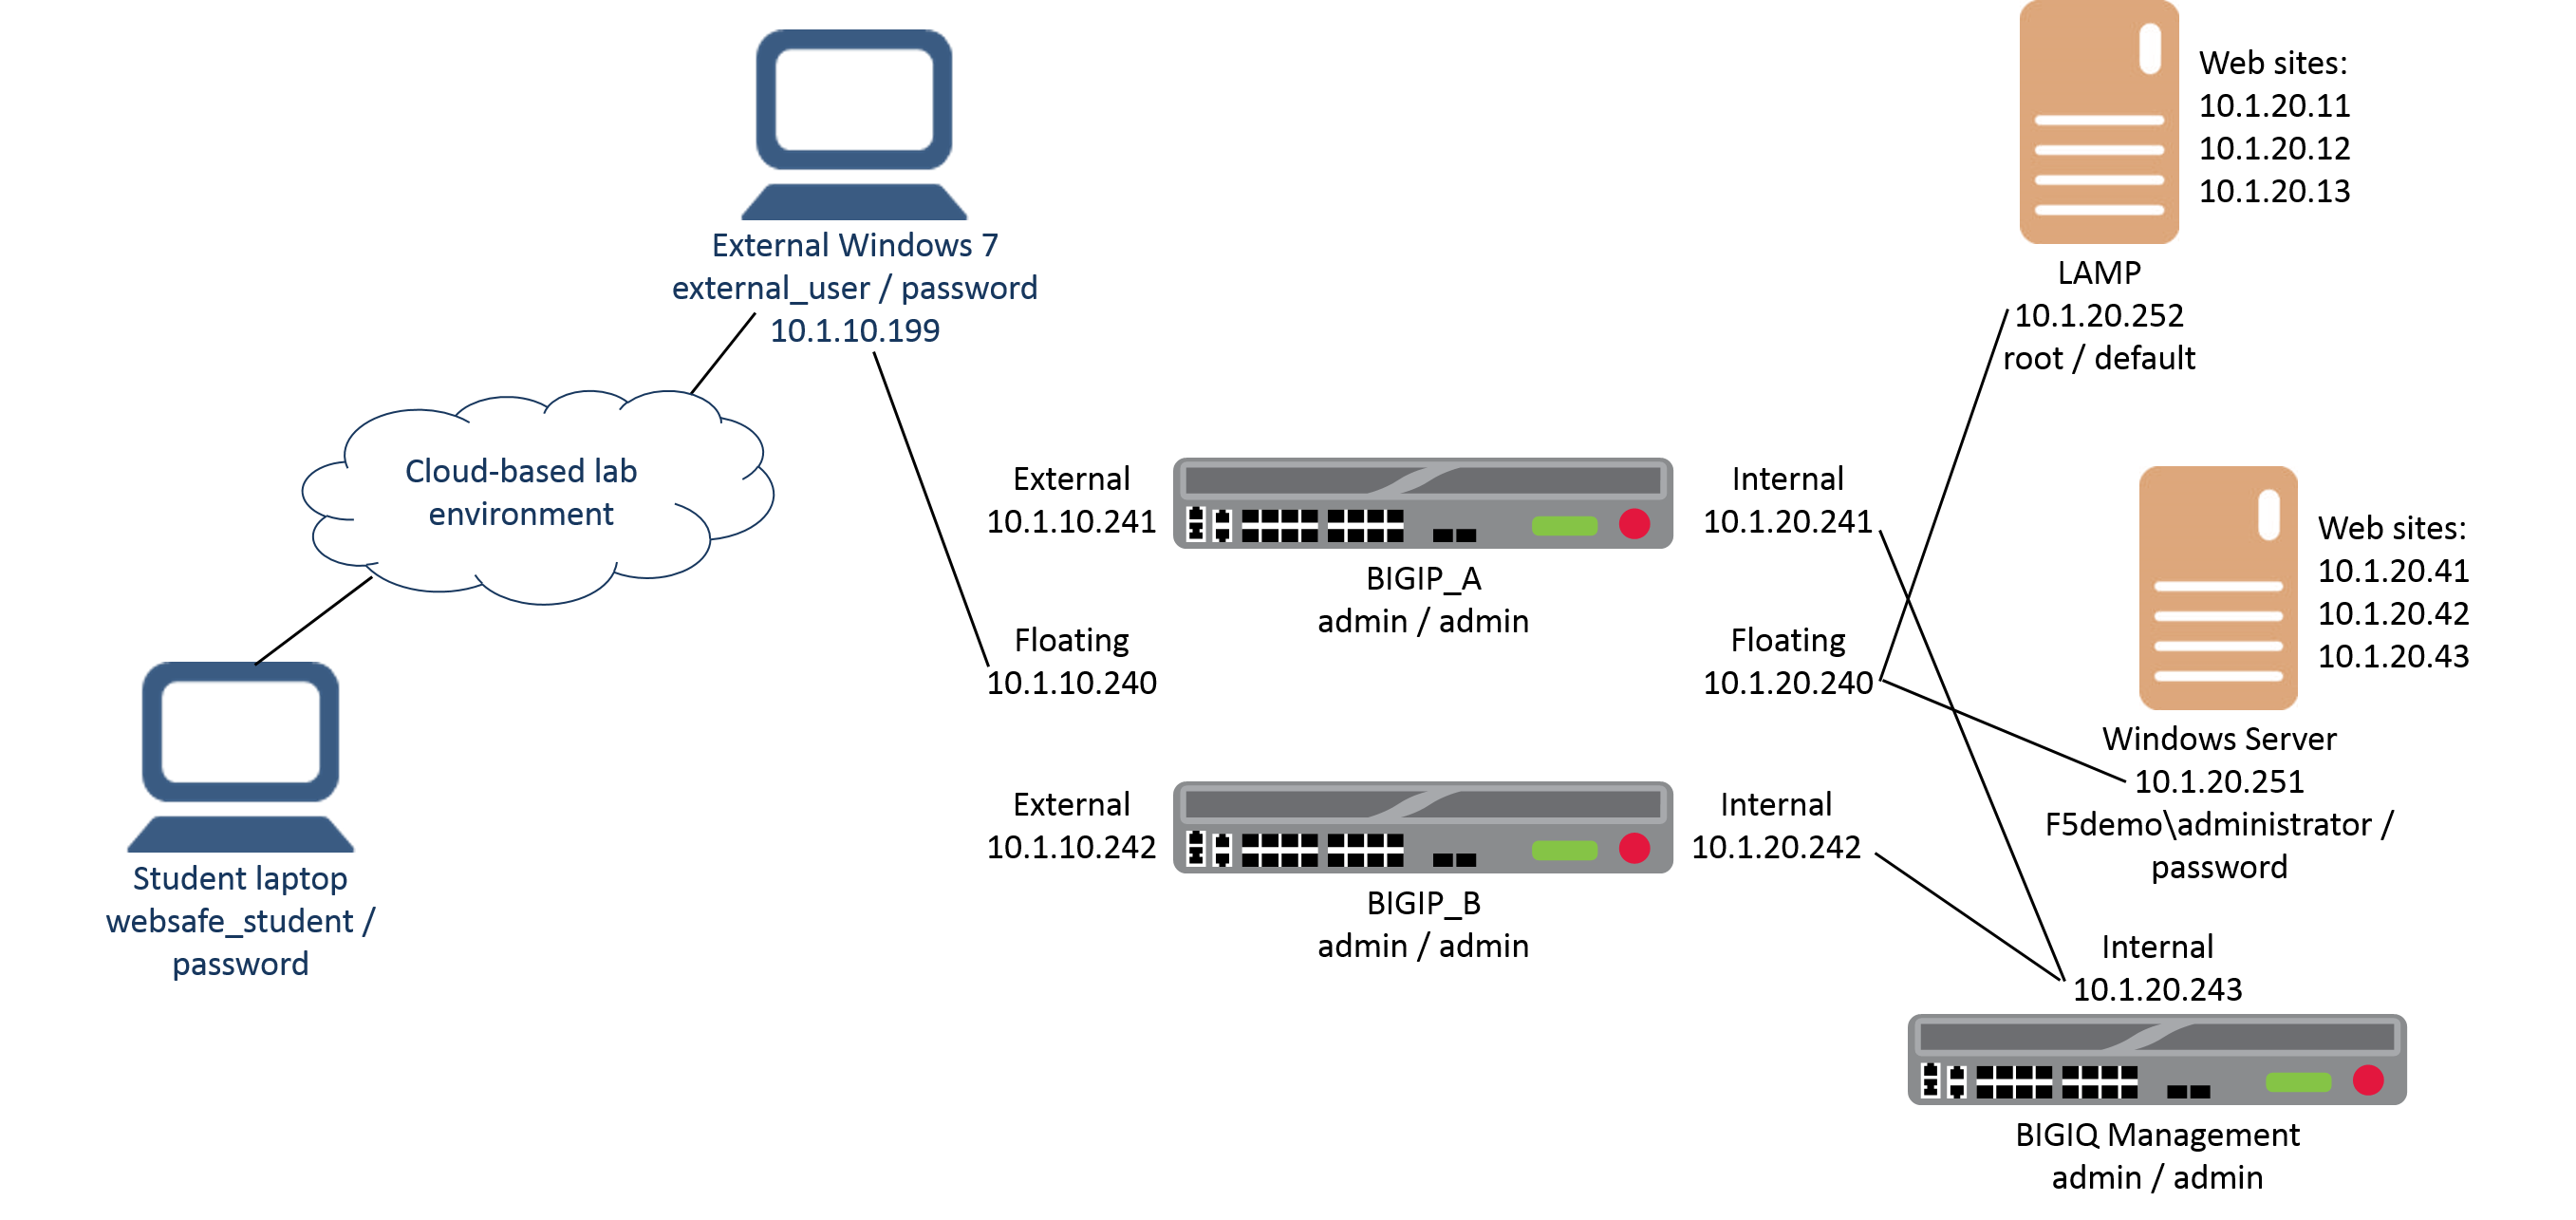 External Windows 7
external_user / password
10.1.10.199
Cloud-based lab
environment
Student laptop
websafe_student /
password
External
10.1.10.241
Floating
10.1.10.240
External
10.1.10.242
BIGIP_A
admin / admin
BIGIP_B
admin / admin
Internal
10.1.20.241
Floating
10.1.20.240
Internal
10.1.20.242
Web sites:
10.1.20.11
10.1.20.12
10.1.20.13
LAMP
10.1.20.252
root / default
Web sites:
10.1.20.41
10.1.20.42
10.1.20.43
Windows Server
10.1.20.251
F5demo\administrator /
password
Internal
10.1.20.243
BIGIQ Management
admin / admin